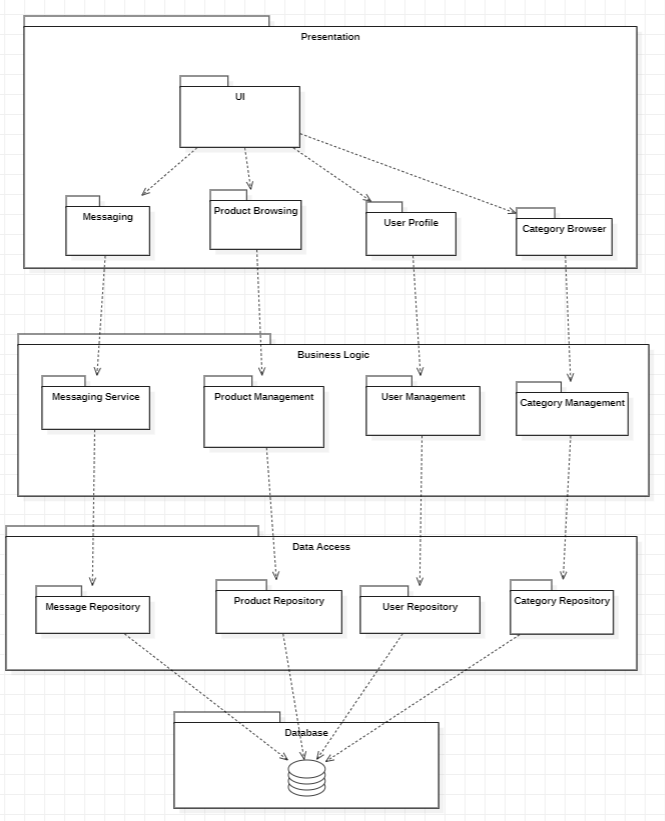 Presentation
UI
Messaging
Product Browsing
User Profile
Category Browser
Business Logic
Messaging Service
Product Management
User Management
Category Management
Data Access
Message Repository
Product Repository
User Repository
Category Repository
Database